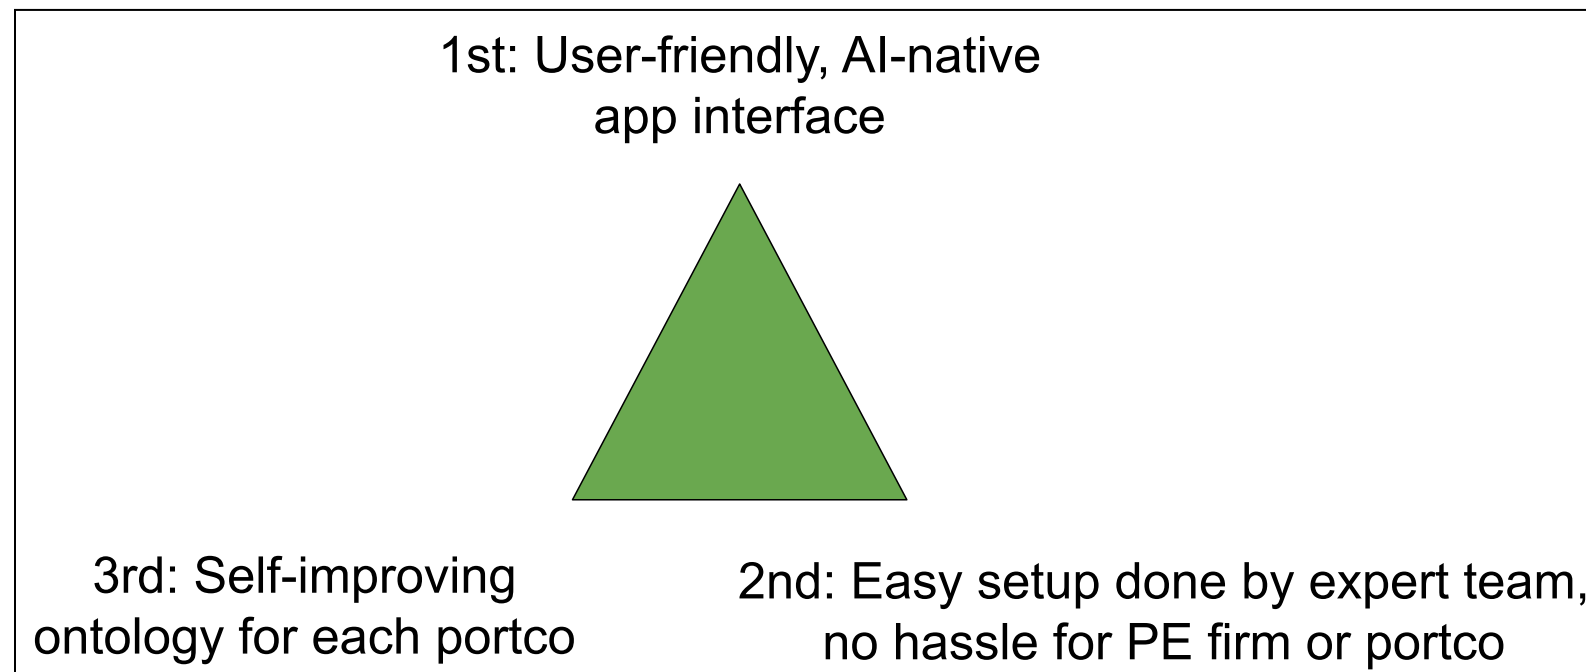 1st: User-friendly, AI-native
app interface
3rd: Self-improving
ontology for each portco
2nd: Easy setup done by expert team,
no hassle for PE firm or portco